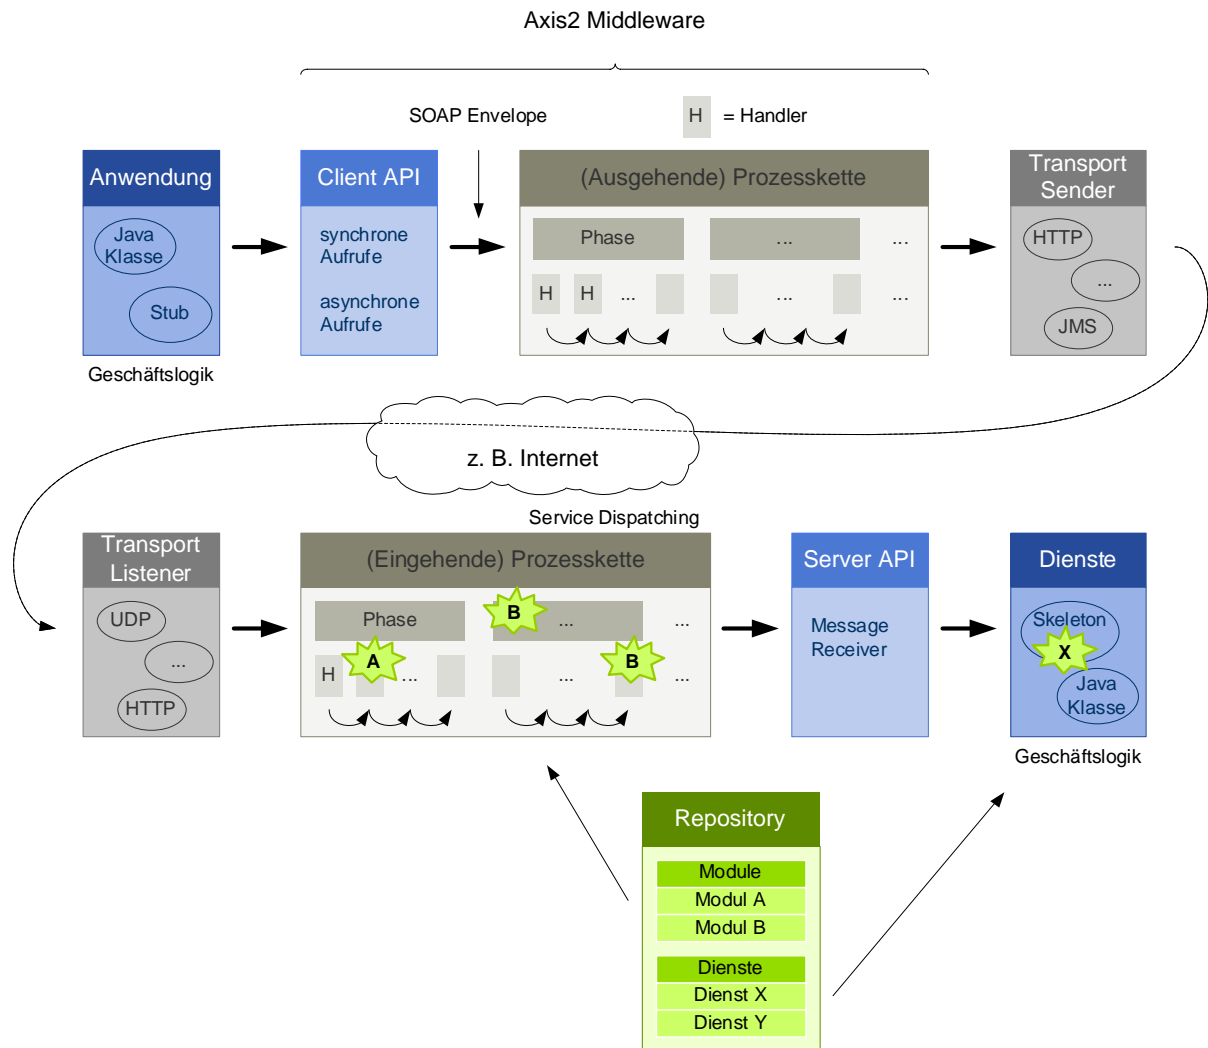 Axis2 Middleware
SOAP Envelope
H = Handler
Anwendung
Java
Klasse
Stub
Geschäftslogik
Client API
synchrone
Aufrufe
asynchrone
Aufrufe
(Ausgehende) Prozesskette
Phase
...
...
H
H
...
...
...
Transport
Sender
HTTP
...
JMS
z. B. Internet
Service Dispatching
Transport
Listener
UDP
...
HTTP
(Eingehende) Prozesskette
Phase
B
...
...
H
A
...
...
B
...
Server API
Message
Receiver
Dienste
Skeleton
X
Java
Klasse
Geschäftslogik
Repository
Module
Modul A
Modul B
Dienste
Dienst X
Dienst Y